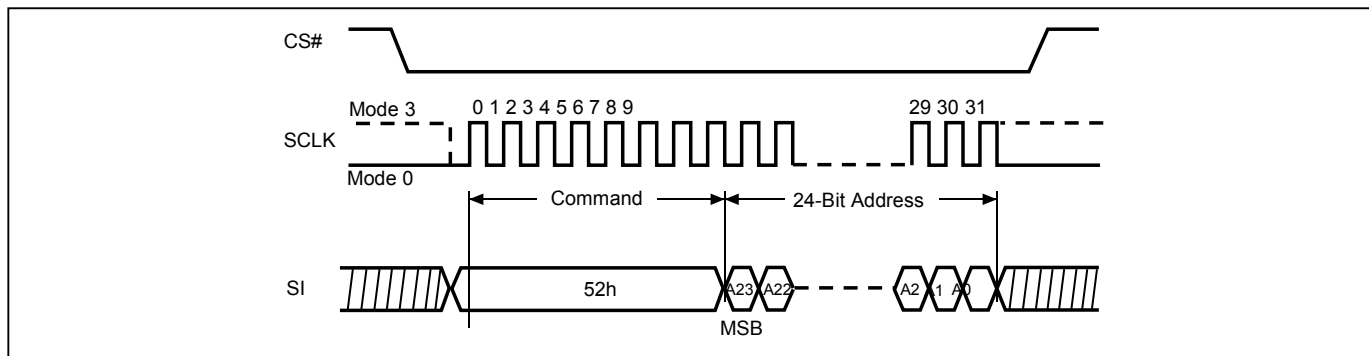 CS#
Mode 3
0 1 2 3 4 5 6 7 8 9
29 30 31
SCLK
Mode 0
Command
24-Bit Address
SI
52h
A23
A22
A2
A1
A0
MSB